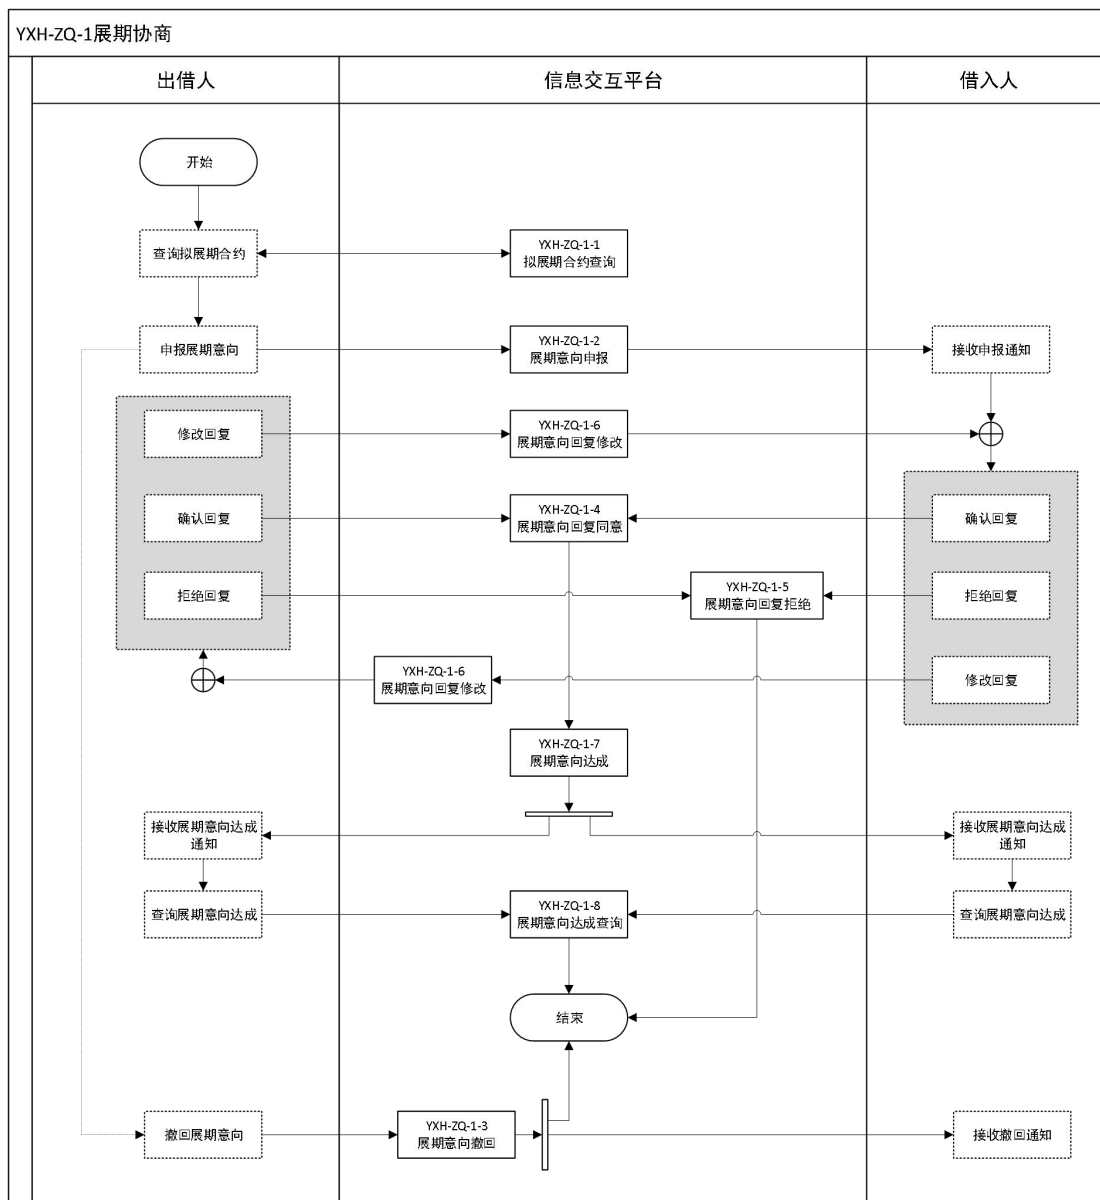 YXH-ZQ-1展期协商
出借人
信息交互平台
借入人
开始
查询拟展期合约
YXH-ZQ-1-1
拟展期合约查询
申报展期意向
YXH-ZQ-1-2
展期意向申报
接收申报通知
修改回复
YXH-ZQ-1-6
展期意向回复修改
确认回复
YXH-ZQ-1-4
展期意向回复同意
确认回复
拒绝回复
YXH-ZQ-1-5
展期意向回复拒绝
拒绝回复
YXH-ZQ-1-6
展期意向回复修改
修改回复
YXH-ZQ-1-7
展期意向达成
接收展期意向达成
通知
接收展期意向达成
通知
查询展期意向达成
YXH-ZQ-1-8
展期意向达成查询
查询展期意向达成
结束
撤回展期意向
YXH-ZQ-1-3
展期意向撤回
接收撤回通知